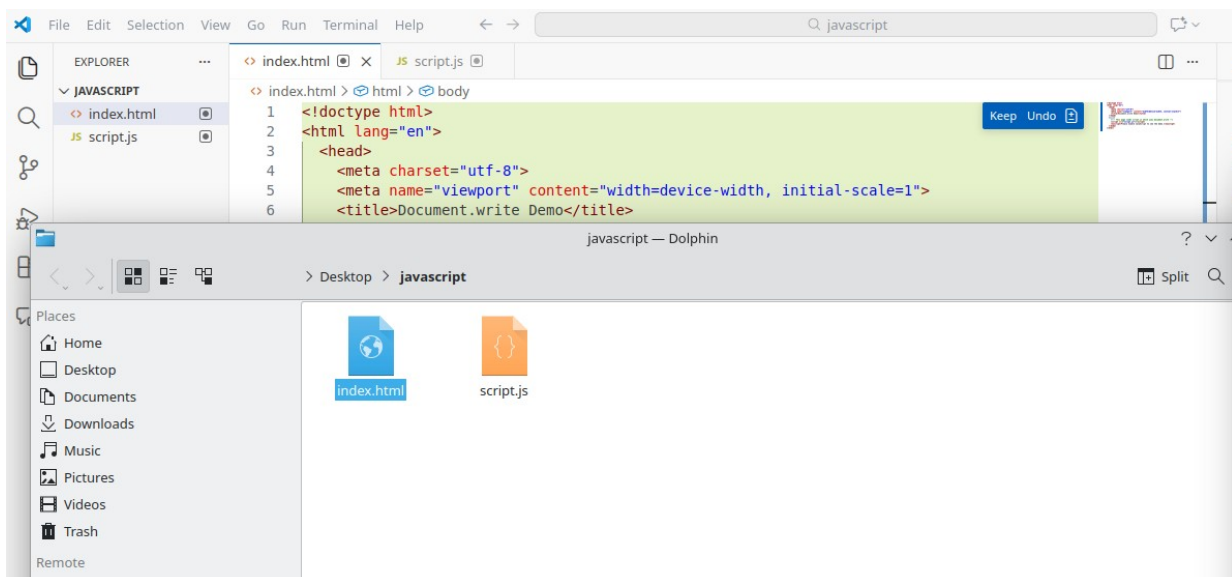 File Edit Selection View Go Run Terminal Help
javascript
EXPLORER
index.html
JS script.js
JAVASCRIPT
index.html > html > body
index.html
JS script.js
1 <!doctype html>
2 <html lang="en">
3 <head>
4 <meta charset="utf-8">
5 <meta name="viewport" content="width=device-width, initial-scale=1">
6 <title>Document.write Demo</title>
Keep Undo
javascript — Dolphin
> Desktop > javascript
Split
Places
Home
Desktop
Documents
Downloads
Music
Pictures
Videos
Trash
Remote
index.html
script.js